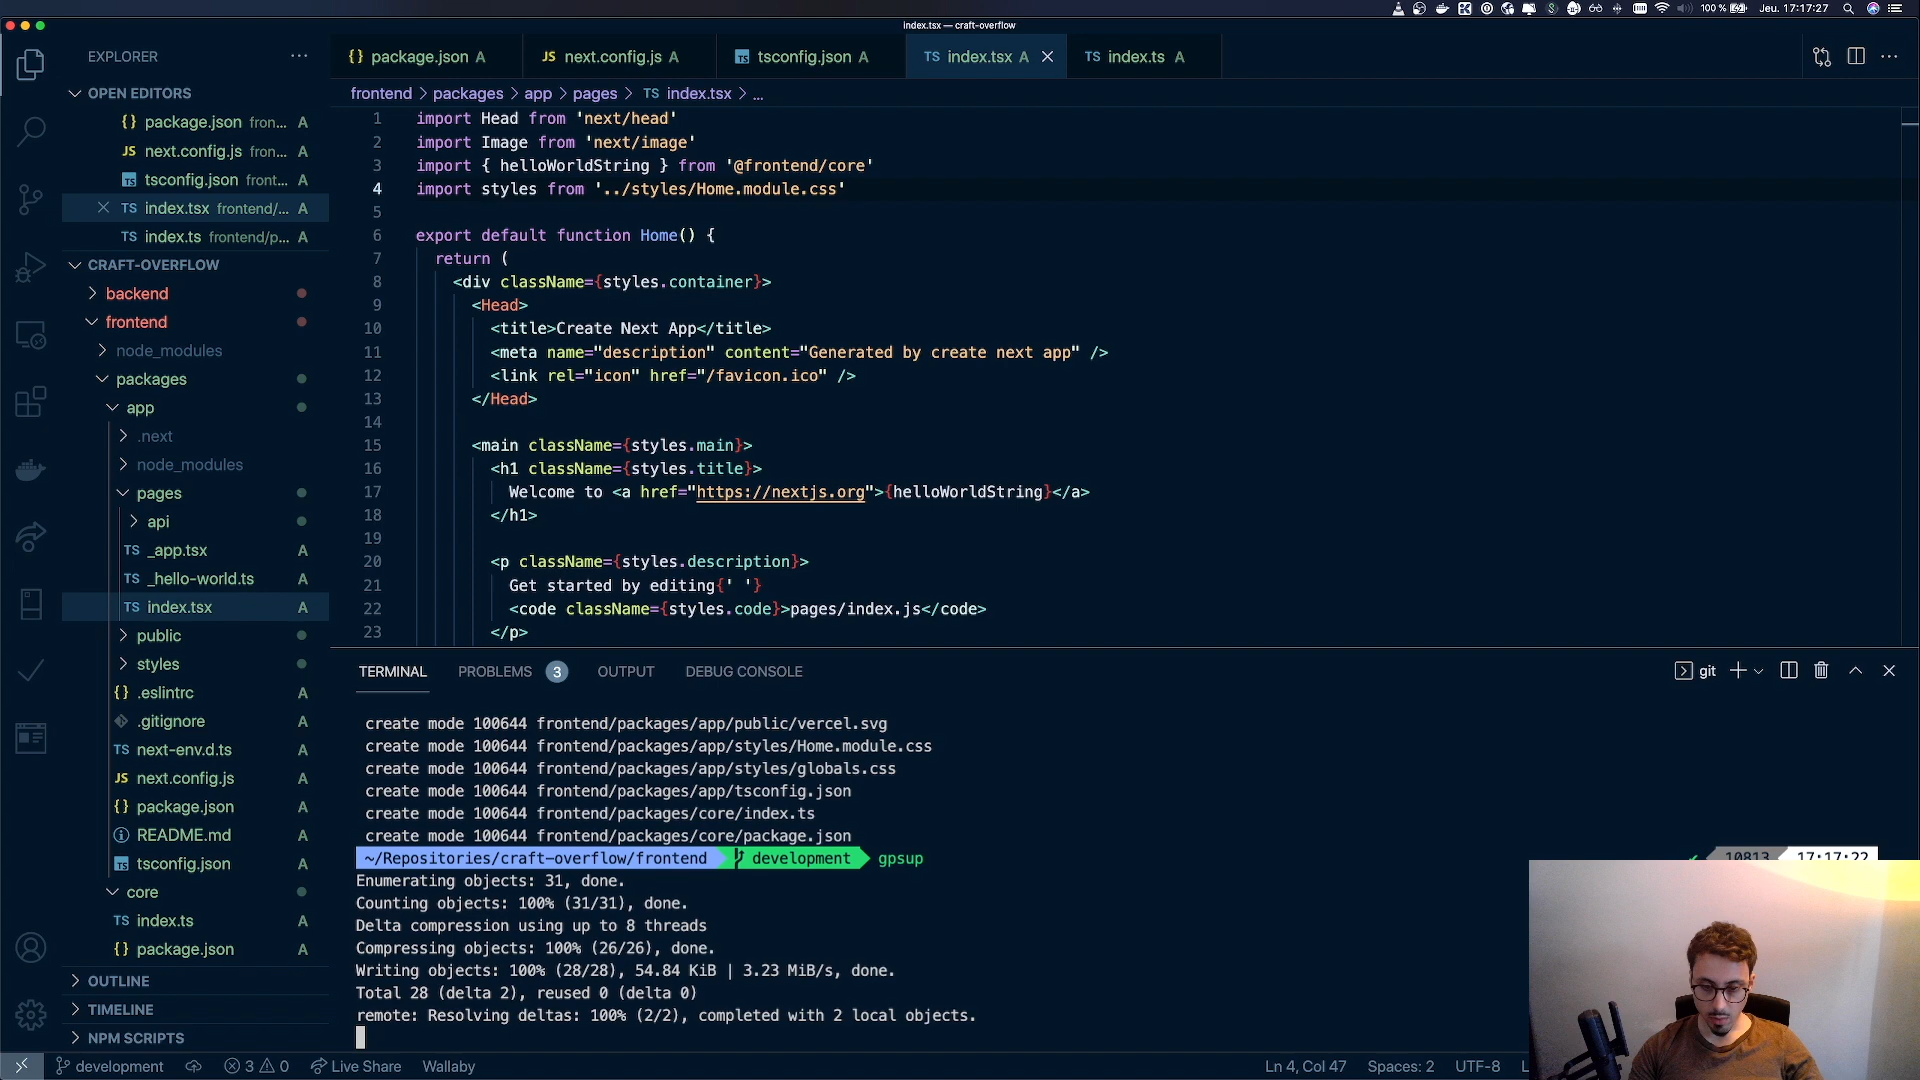 100 %
Jeu. 17:17:27
index.tsx — craft-overflow
EXPLORER
OPEN EDITORS
{} package.json fron... A
JS next.config.js fron... A
TS tsconfig.json front... A
TS index.tsx frontend/... A
TS index.ts frontend/p... A
CRAFT-OVERFLOW
backend
frontend
node_modules
packages
app
.next
node_modules
pages
api
TS _app.tsx A
TS _hello-world.ts A
TS index.tsx A
public
styles
{} .eslintrc A
.gitignore A
TS next-env.d.ts A
JS next.config.js A
{} package.json A
README.md A
TS tsconfig.json A
core
TS index.ts A
{} package.json A
OUTLINE
TIMELINE
NPM SCRIPTS
{} package.json A
JS next.config.js A
TS tsconfig.json A
TS index.tsx A
TS index.ts A
frontend > packages > app > pages > TS index.tsx > ...
1 import Head from 'next/head'
2 import Image from 'next/image'
3 import { helloWorldString } from '@frontend/core'
4 import styles from '../styles/Home.module.css'
5
6 export default function Home() {
7 return (
8 <div className={styles.container}>
9 <Head>
10 <title>Create Next App</title>
11 <meta name="description" content="Generated by create next app" />
12 <link rel="icon" href="/favicon.ico" />
13 </Head>
14
15 <main className={styles.main}>
16 <h1 className={styles.title}>
17 Welcome to <a href="https://nextjs.org">{helloWorldString}</a>
18 </h1>
19
20 <p className={styles.description}>
21 Get started by editing{' '}
22 <code className={styles.code}>pages/index.js</code>
23 </p>
TERMINAL
PROBLEMS 3
OUTPUT
DEBUG CONSOLE
git
create mode 100644 frontend/packages/app/public/vercel.svg
create mode 100644 frontend/packages/app/styles/Home.module.css
create mode 100644 frontend/packages/app/styles/globals.css
create mode 100644 frontend/packages/app/tsconfig.json
create mode 100644 frontend/packages/core/index.ts
create mode 100644 frontend/packages/core/package.json
~/Repositories/craft-overflow/frontend development gpsup
10813 17:17:22
Enumerating objects: 31, done.
Counting objects: 100% (31/31), done.
Delta compression using up to 8 threads
Compressing objects: 100% (26/26), done.
Writing objects: 100% (28/28), 54.84 KiB | 3.23 MiB/s, done.
Total 28 (delta 2), reused 0 (delta 0)
remote: Resolving deltas: 100% (2/2), completed with 2 local objects.
development
3
0
Live Share
Wallaby
Ln 4, Col 47
Spaces: 2
UTF-8
L